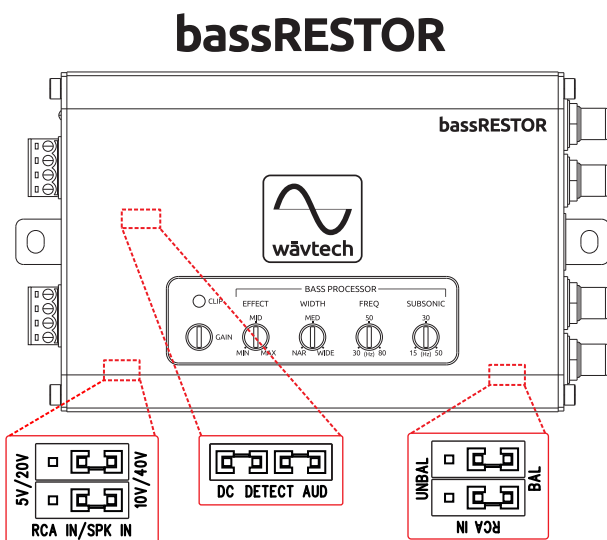 bassRESTOR
bassRESTOR
wāvtech
BASS PROCESSOR
CLIP
EFFECT WIDTH FREQ SUBSONIC
MID MED 50 30
GAIN
MIN MAX NAR WIDE 30 (Hz) 80 15 (Hz) 50
5V/20V
10V/40V
RCA IN/SPK IN
DC DETECT AUD
UNBAL
BAL
RCA IN